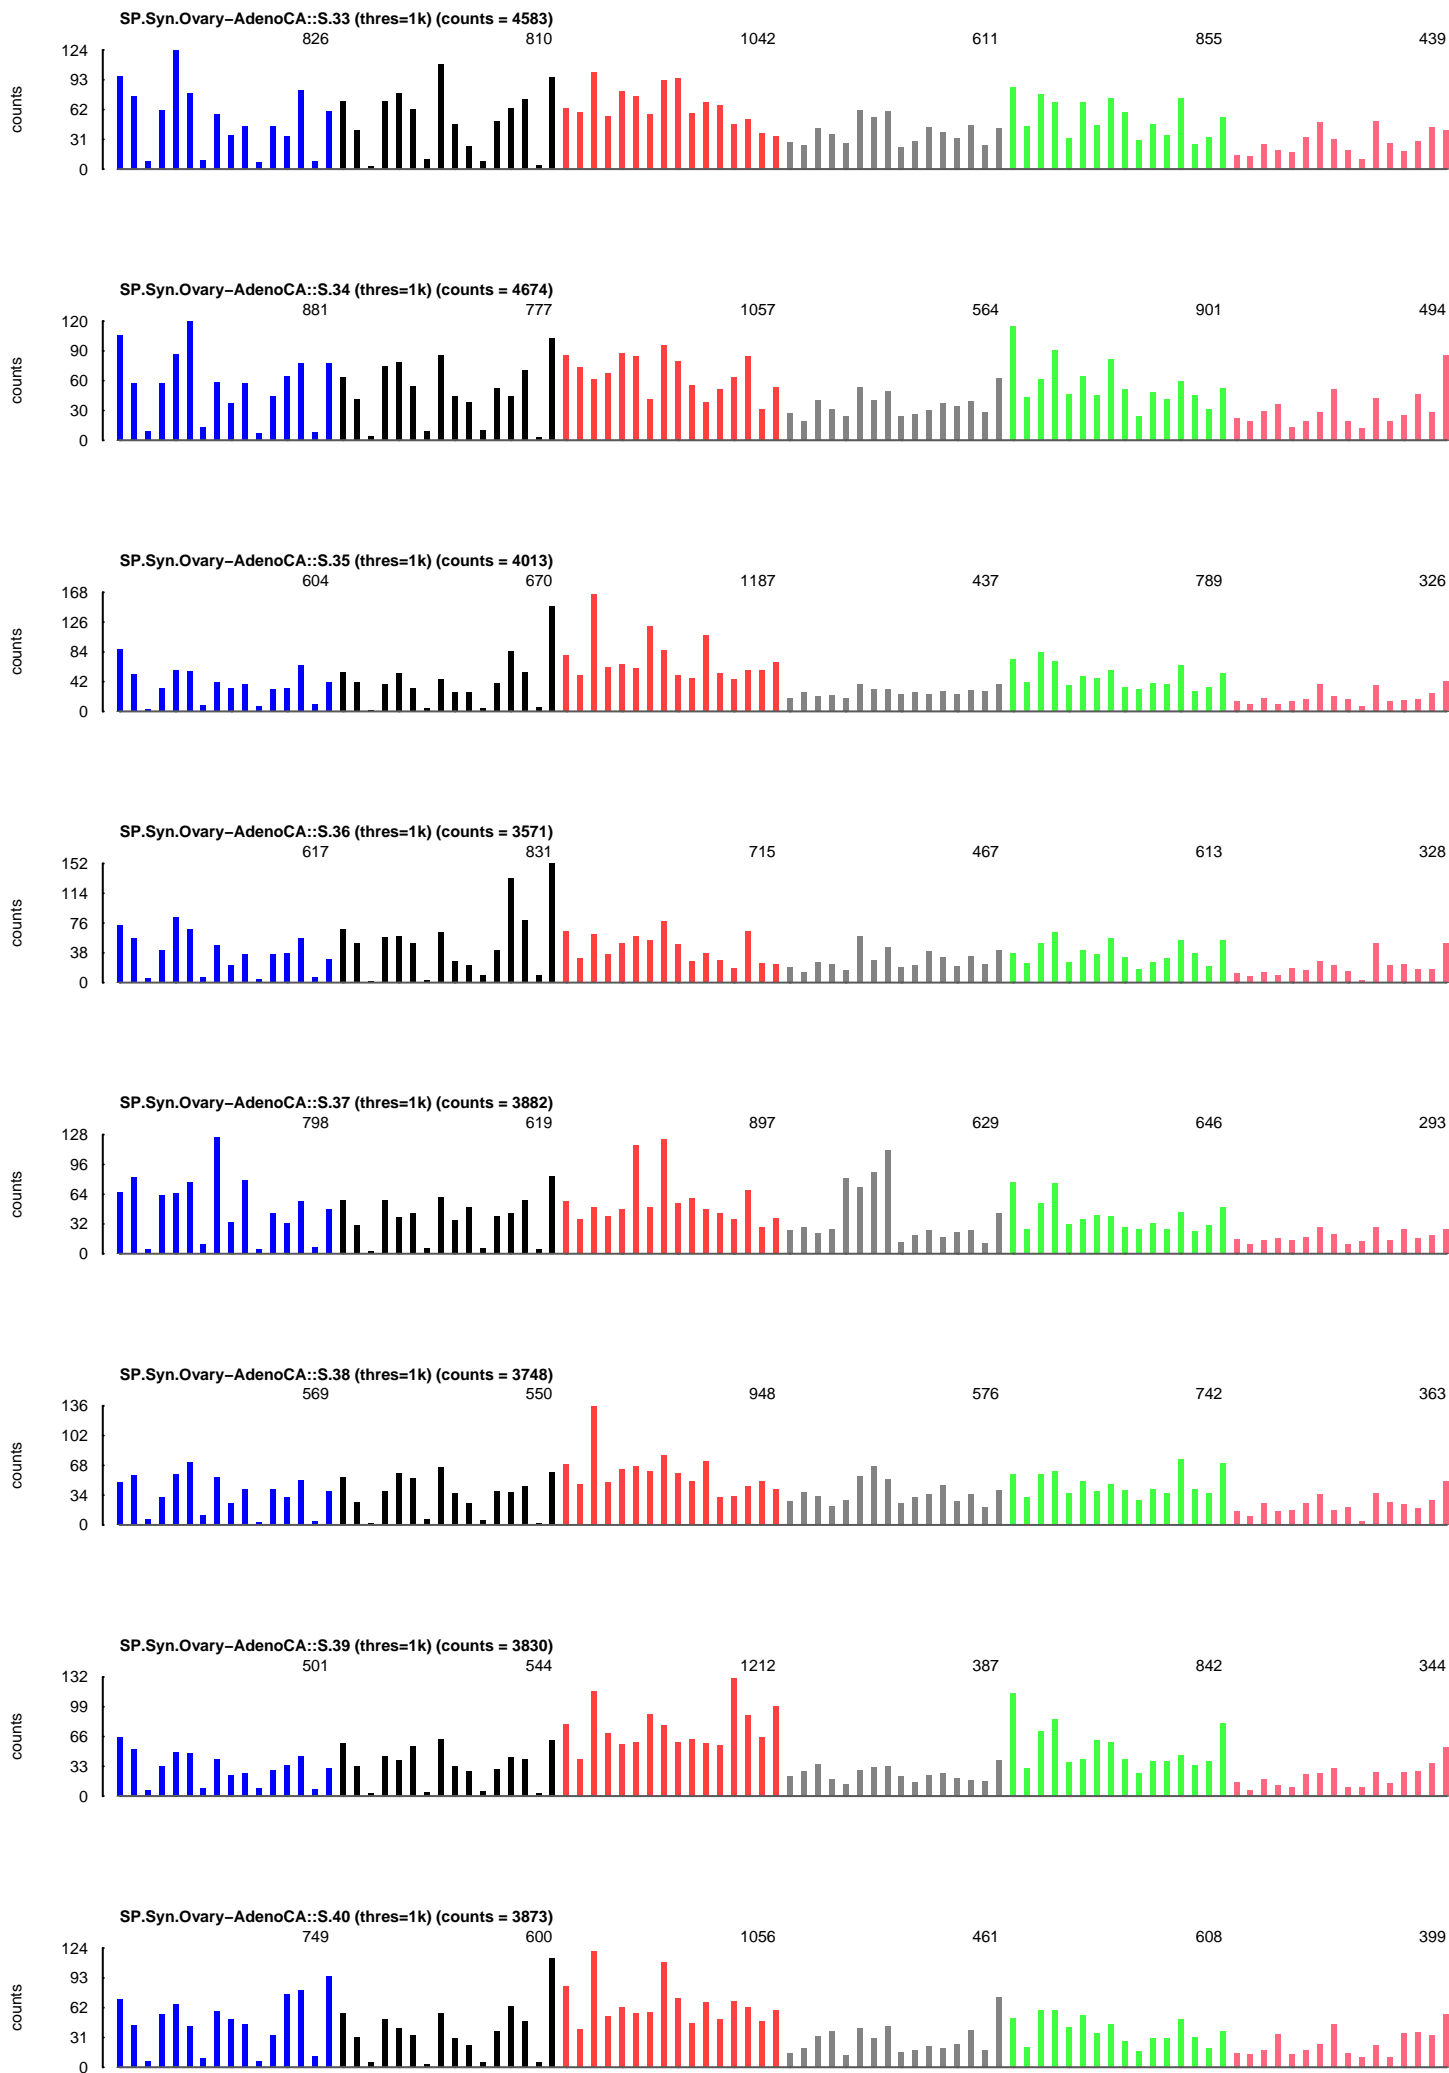 SP.Syn.Ovary−AdenoCA::S.33 (thres=1k) (counts = 4583)
826 810 1042 611 855 439
124
93
62
31
0
counts
SP.Syn.Ovary−AdenoCA::S.34 (thres=1k) (counts = 4674)
881 777 1057 564 901 494
120
90
60
30
0
counts
SP.Syn.Ovary−AdenoCA::S.35 (thres=1k) (counts = 4013)
604 670 1187 437 789 326
168
126
84
42
0
counts
SP.Syn.Ovary−AdenoCA::S.36 (thres=1k) (counts = 3571)
617 831 715 467 613 328
152
114
76
38
0
counts
SP.Syn.Ovary−AdenoCA::S.37 (thres=1k) (counts = 3882)
798 619 897 629 646 293
128
96
64
32
0
counts
SP.Syn.Ovary−AdenoCA::S.38 (thres=1k) (counts = 3748)
569 550 948 576 742 363
136
102
68
34
0
counts
SP.Syn.Ovary−AdenoCA::S.39 (thres=1k) (counts = 3830)
501 544 1212 387 842 344
132
99
66
33
0
counts
SP.Syn.Ovary−AdenoCA::S.40 (thres=1k) (counts = 3873)
749 600 1056 461 608 399
124
93
62
31
0
counts